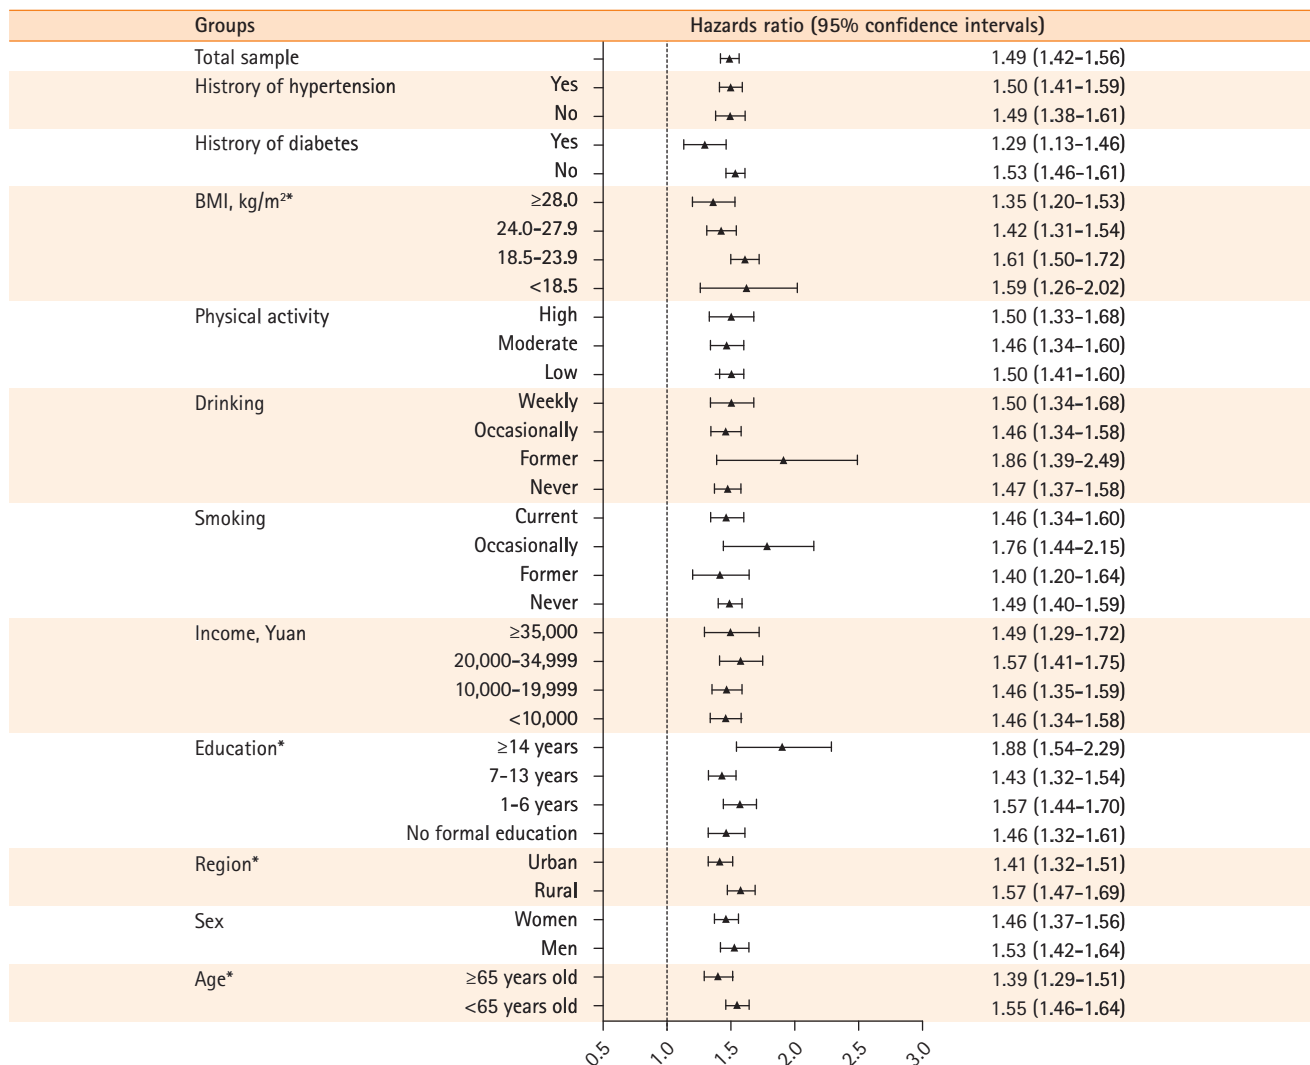 Groups Hazards ratio (95% confidence intervals)
Total sample 1.49 (1.42-1.56)
Histrory of hypertension Yes 1.50 (1.41-1.59)
No 1.49 (1.38-1.61)
Histrory of diabetes Yes 1.29 (1.13-1.46)
No 1.53 (1.46-1.61)
BMI, kg/m²* ≥28.0 1.35 (1.20-1.53)
24.0-27.9 1.42 (1.31-1.54)
18.5-23.9 1.61 (1.50-1.72)
<18.5 1.59 (1.26-2.02)
Physical activity High 1.50 (1.33-1.68)
Moderate 1.46 (1.34-1.60)
Low 1.50 (1.41-1.60)
Drinking Weekly 1.50 (1.34-1.68)
Occasionally 1.46 (1.34-1.58)
Former 1.86 (1.39-2.49)
Never 1.47 (1.37-1.58)
Smoking Current 1.46 (1.34-1.60)
Occasionally 1.76 (1.44-2.15)
Former 1.40 (1.20-1.64)
Never 1.49 (1.40-1.59)
Income, Yuan ≥35,000 1.49 (1.29-1.72)
20,000-34,999 1.57 (1.41-1.75)
10,000-19,999 1.46 (1.35-1.59)
<10,000 1.46 (1.34-1.58)
Education* ≥14 years 1.88 (1.54-2.29)
7-13 years 1.43 (1.32-1.54)
1-6 years 1.57 (1.44-1.70)
No formal education 1.46 (1.32-1.61)
Region* Urban 1.41 (1.32-1.51)
Rural 1.57 (1.47-1.69)
Sex Women 1.46 (1.37-1.56)
Men 1.53 (1.42-1.64)
Age* ≥65 years old 1.39 (1.29-1.51)
<65 years old 1.55 (1.46-1.64)
0.5 1.0 1.5 2.0 2.5 3.0